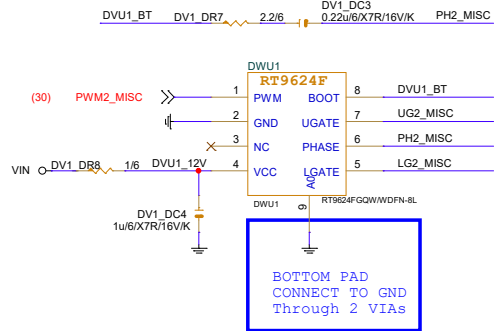 DVU1_BT DV1_DR7 2.2/6 DV1_DC3 PH2_MISC
0.22u/6/X7R/16V/K
DWU1
RT9624F
(30) PWM2_MISC 1 PWM BOOT 8 DVU1_BT
2 GND UGATE 7 UG2_MISC
3 NC PHASE 6 PH2_MISC
VIN DV1_DR8 1/6 DVU1_12V 4 VCC LGATE 5 LG2_MISC
A0
DWU1 9 RT9624FGQW/WDFN-8L
DV1_DC4
1u/6/X7R/16V/K
BOTTOM PAD
CONNECT TO GND
Through 2 VIAs